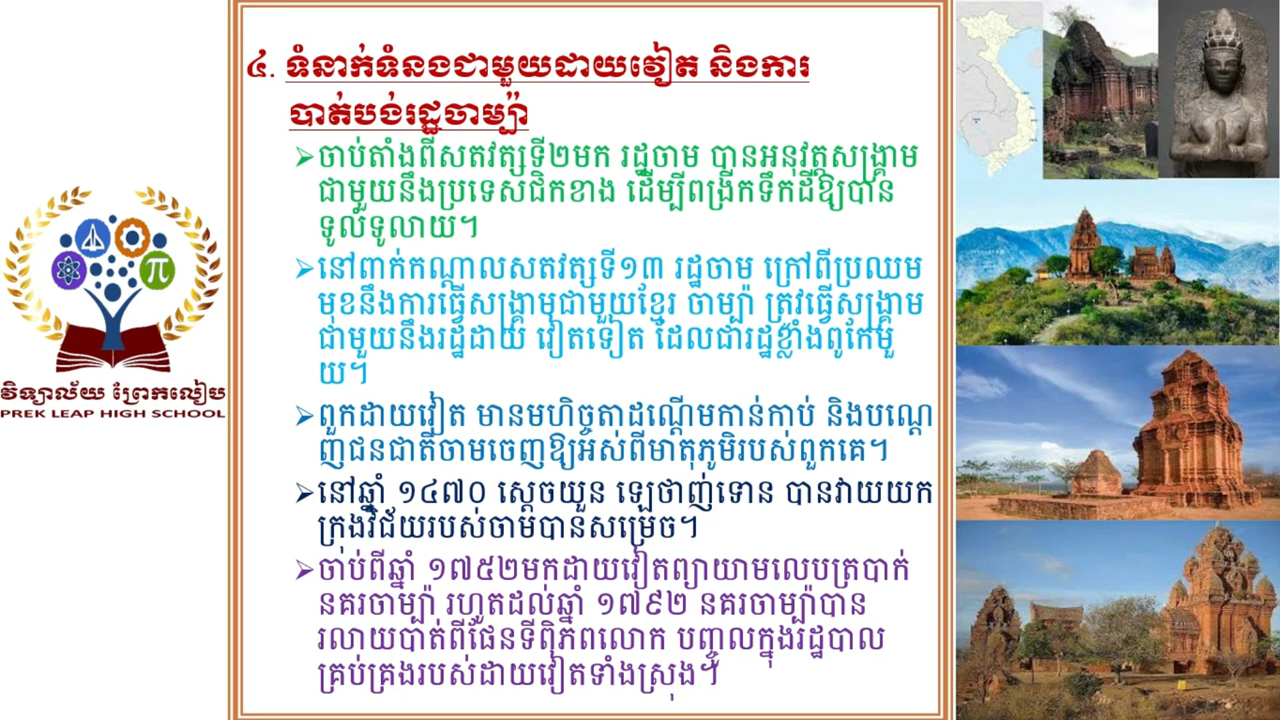 ៤. ទំនាក់ទំនងជាមួយដាយវៀត និងការ
បាត់បង់រដ្ឋចាម្ប៉ា
➢ចាប់តាំងពីសតវត្សទី២មក រដ្ឋចាម បានអនុវត្តសង្គ្រាម
ជាមួយនឹងប្រទេសជិតខាង ដើម្បីពង្រីកទឹកដីឱ្យបាន
ទូលំទូលាយ។
➢នៅពាក់កណ្ដាលសតវត្សទី១៣ រដ្ឋចាម ក្រៅពីប្រឈម
មុខនឹងការធ្វើសង្គ្រាមជាមួយខ្មែរ ចាម្ប៉ា ត្រូវធ្វើសង្គ្រាម
ជាមួយនឹងរដ្ឋដាយ វៀតទៀត ដែលជារដ្ឋខ្លាំងពូកែមួ
យ។
➢ពួកដាយវៀត មានមហិច្ចតាដណ្ដើមកាន់កាប់ និងបណ្ដេ
ញជនជាតិចាមចេញឱ្យអស់ពីមាតុភូមិរបស់ពួកគេ។
➢នៅឆ្នាំ ១៤៧០ ស្ដេចយួន ឡេថាញ់ទោន បានវាយយក
ក្រុងវិជ័យរបស់ចាមបានសម្រេច។
➢ចាប់ពីឆ្នាំ ១៧៥២មកដាយវៀតព្យាយាមលេបត្របាក់
នគរចាម្ប៉ា រហូតដល់ឆ្នាំ ១៧៩២ នគរចាម្ប៉ាបាន
រលាយបាត់ពីផែនទីពិភពលោក បញ្ចូលក្នុងរដ្ឋបាល
គ្រប់គ្រងរបស់ដាយវៀតទាំងស្រុង។
វិទ្យាល័យ ព្រែកលៀប
PREK LEAP HIGH SCHOOL